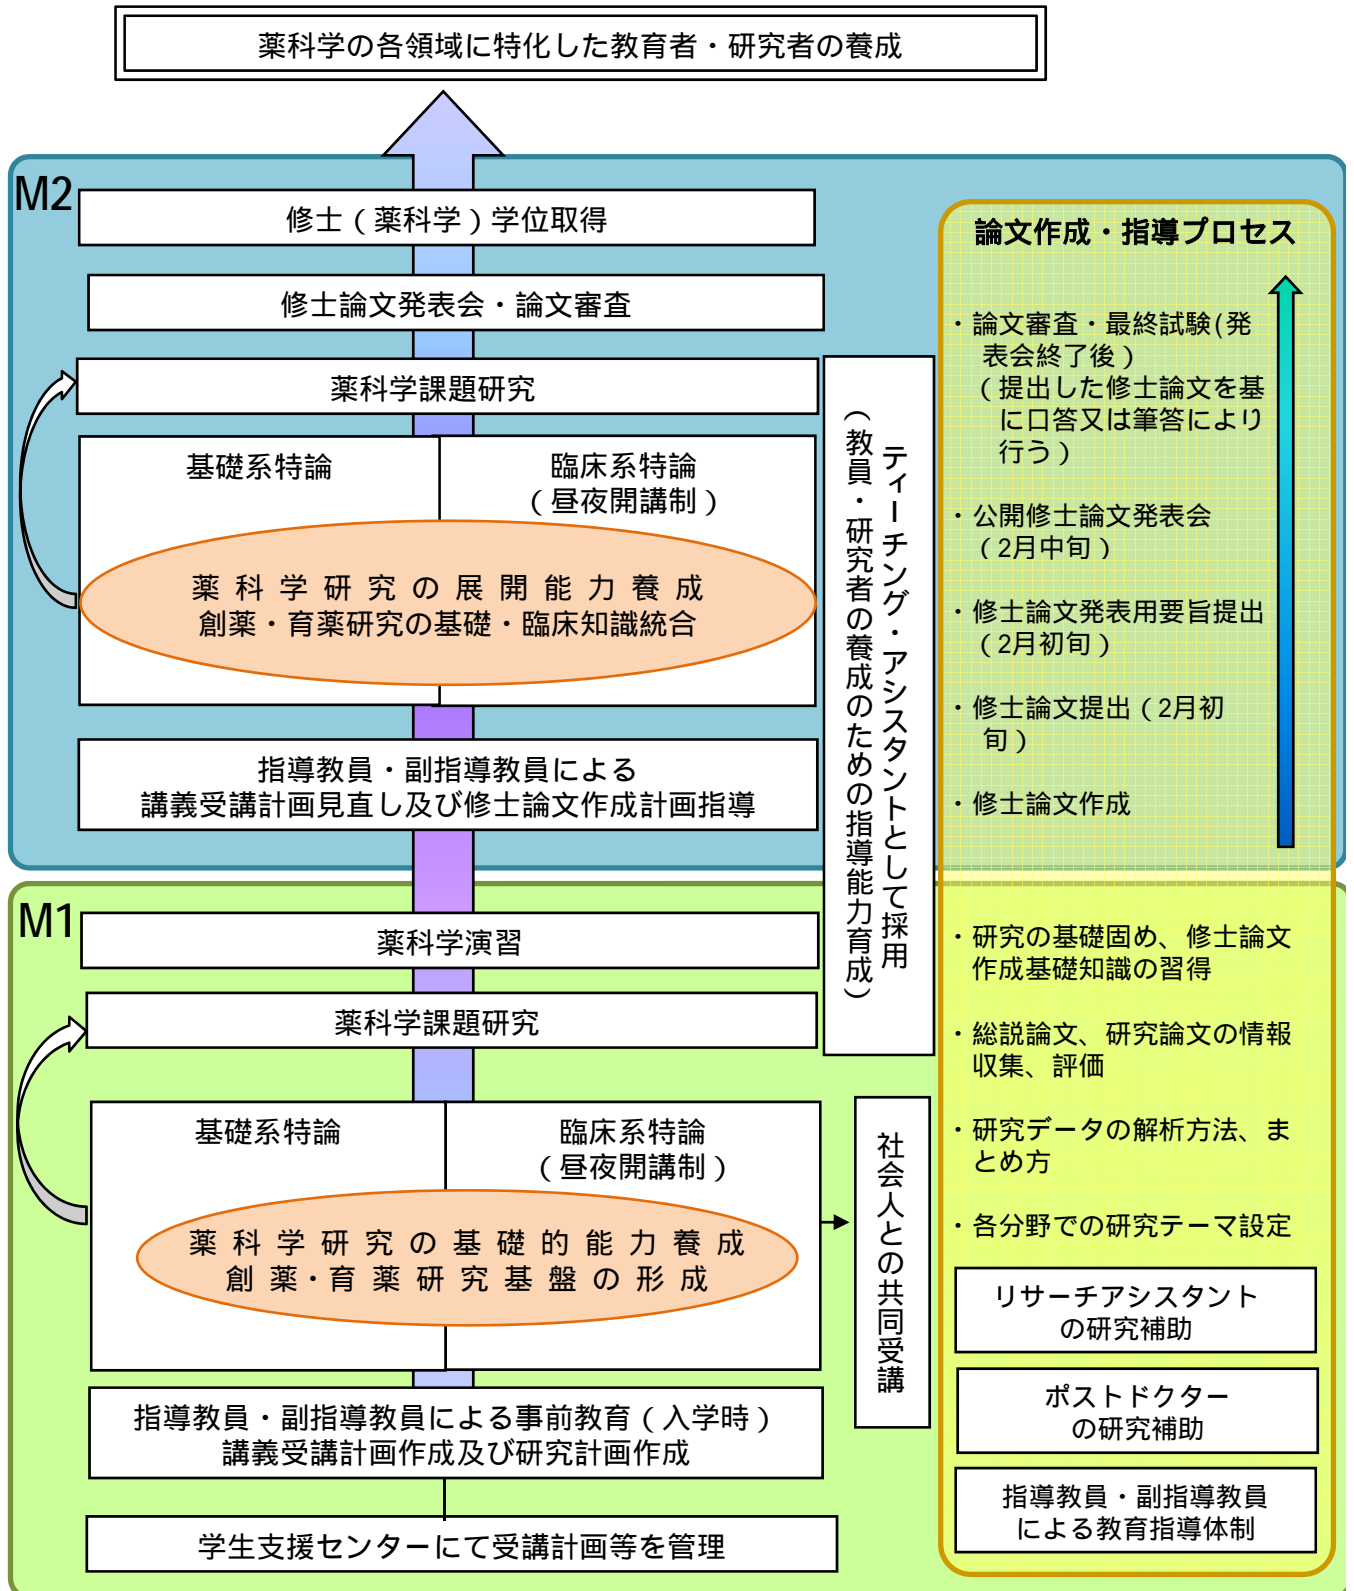 薬科学の各領域に特化した教育者・研究者の養成
M2
修士（薬科学）学位取得
修士論文発表会・論文審査
薬科学課題研究
基礎系特論
臨床系特論
（昼夜開講制）
薬科学研究の展開能力養成
創薬・育薬研究の基礎・臨床知識統合
指導教員・副指導教員による
講義受講計画見直し及び修士論文作成計画指導
ティーチング・アシスタントとして採用
（教員・研究者の養成のための指導能力育成）
論文作成・指導プロセス
・論文審査・最終試験(発
表会終了後）
（提出した修士論文を基
に口答又は筆答により
行う）
・公開修士論文発表会
（2月中旬）
・修士論文発表用要旨提出
（2月初旬）
・修士論文提出（2月初
旬）
・修士論文作成
M1
薬科学演習
薬科学課題研究
基礎系特論
臨床系特論
（昼夜開講制）
薬科学研究の基礎的能力養成
創薬・育薬研究基盤の形成
社会人との共同受講
指導教員・副指導教員による事前教育（入学時）
講義受講計画作成及び研究計画作成
学生支援センターにて受講計画等を管理
・研究の基礎固め、修士論文
作成基礎知識の習得
・総説論文、研究論文の情報
収集、評価
・研究データの解析方法、ま
とめ方
・各分野での研究テーマ設定
リサーチアシスタント
の研究補助
ポストドクター
の研究補助
指導教員・副指導教員
による教育指導体制